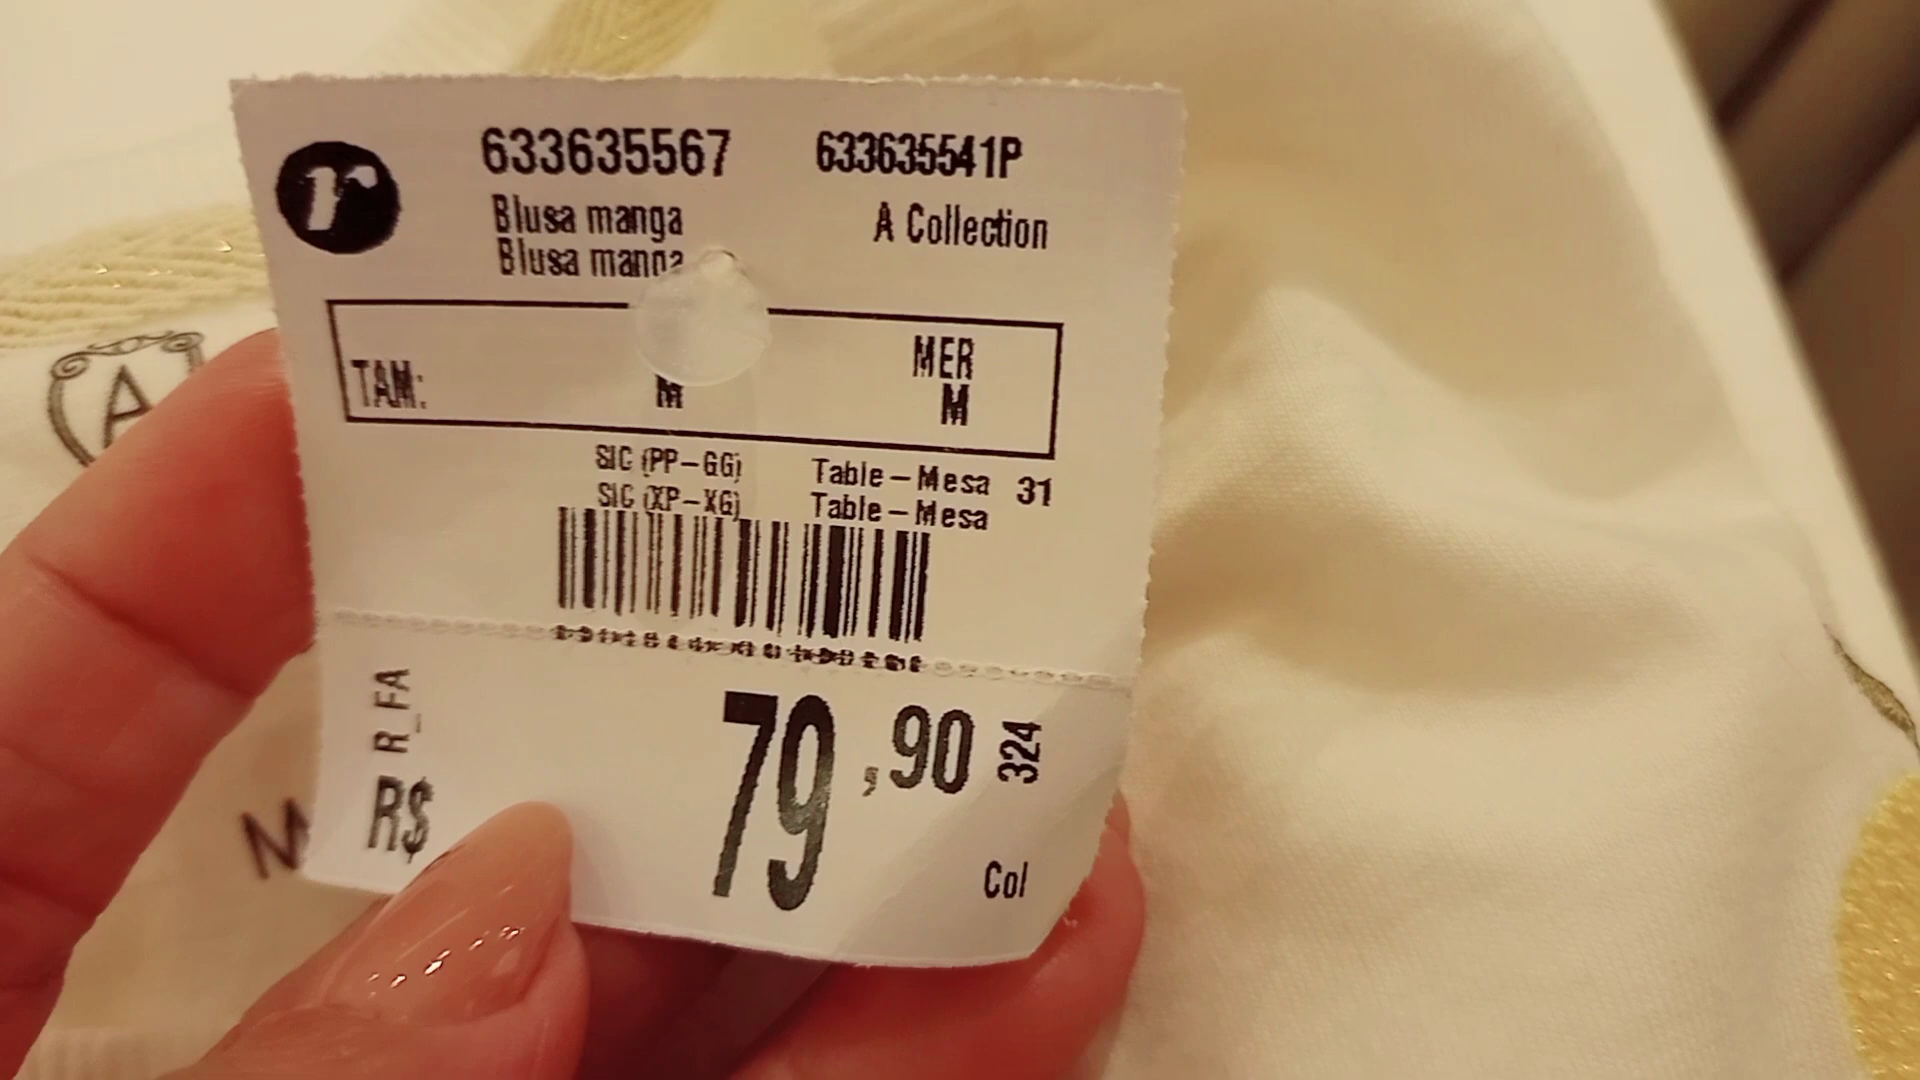 r
633635567 633635541P
Blusa manga A Collection
Blusa manga
MER
TAM: M M
SIC (PP-GG) Table-Mesa 31
SIC (XP-XG) Table-Mesa
R_FA
R$ 79,90 324
Col
A